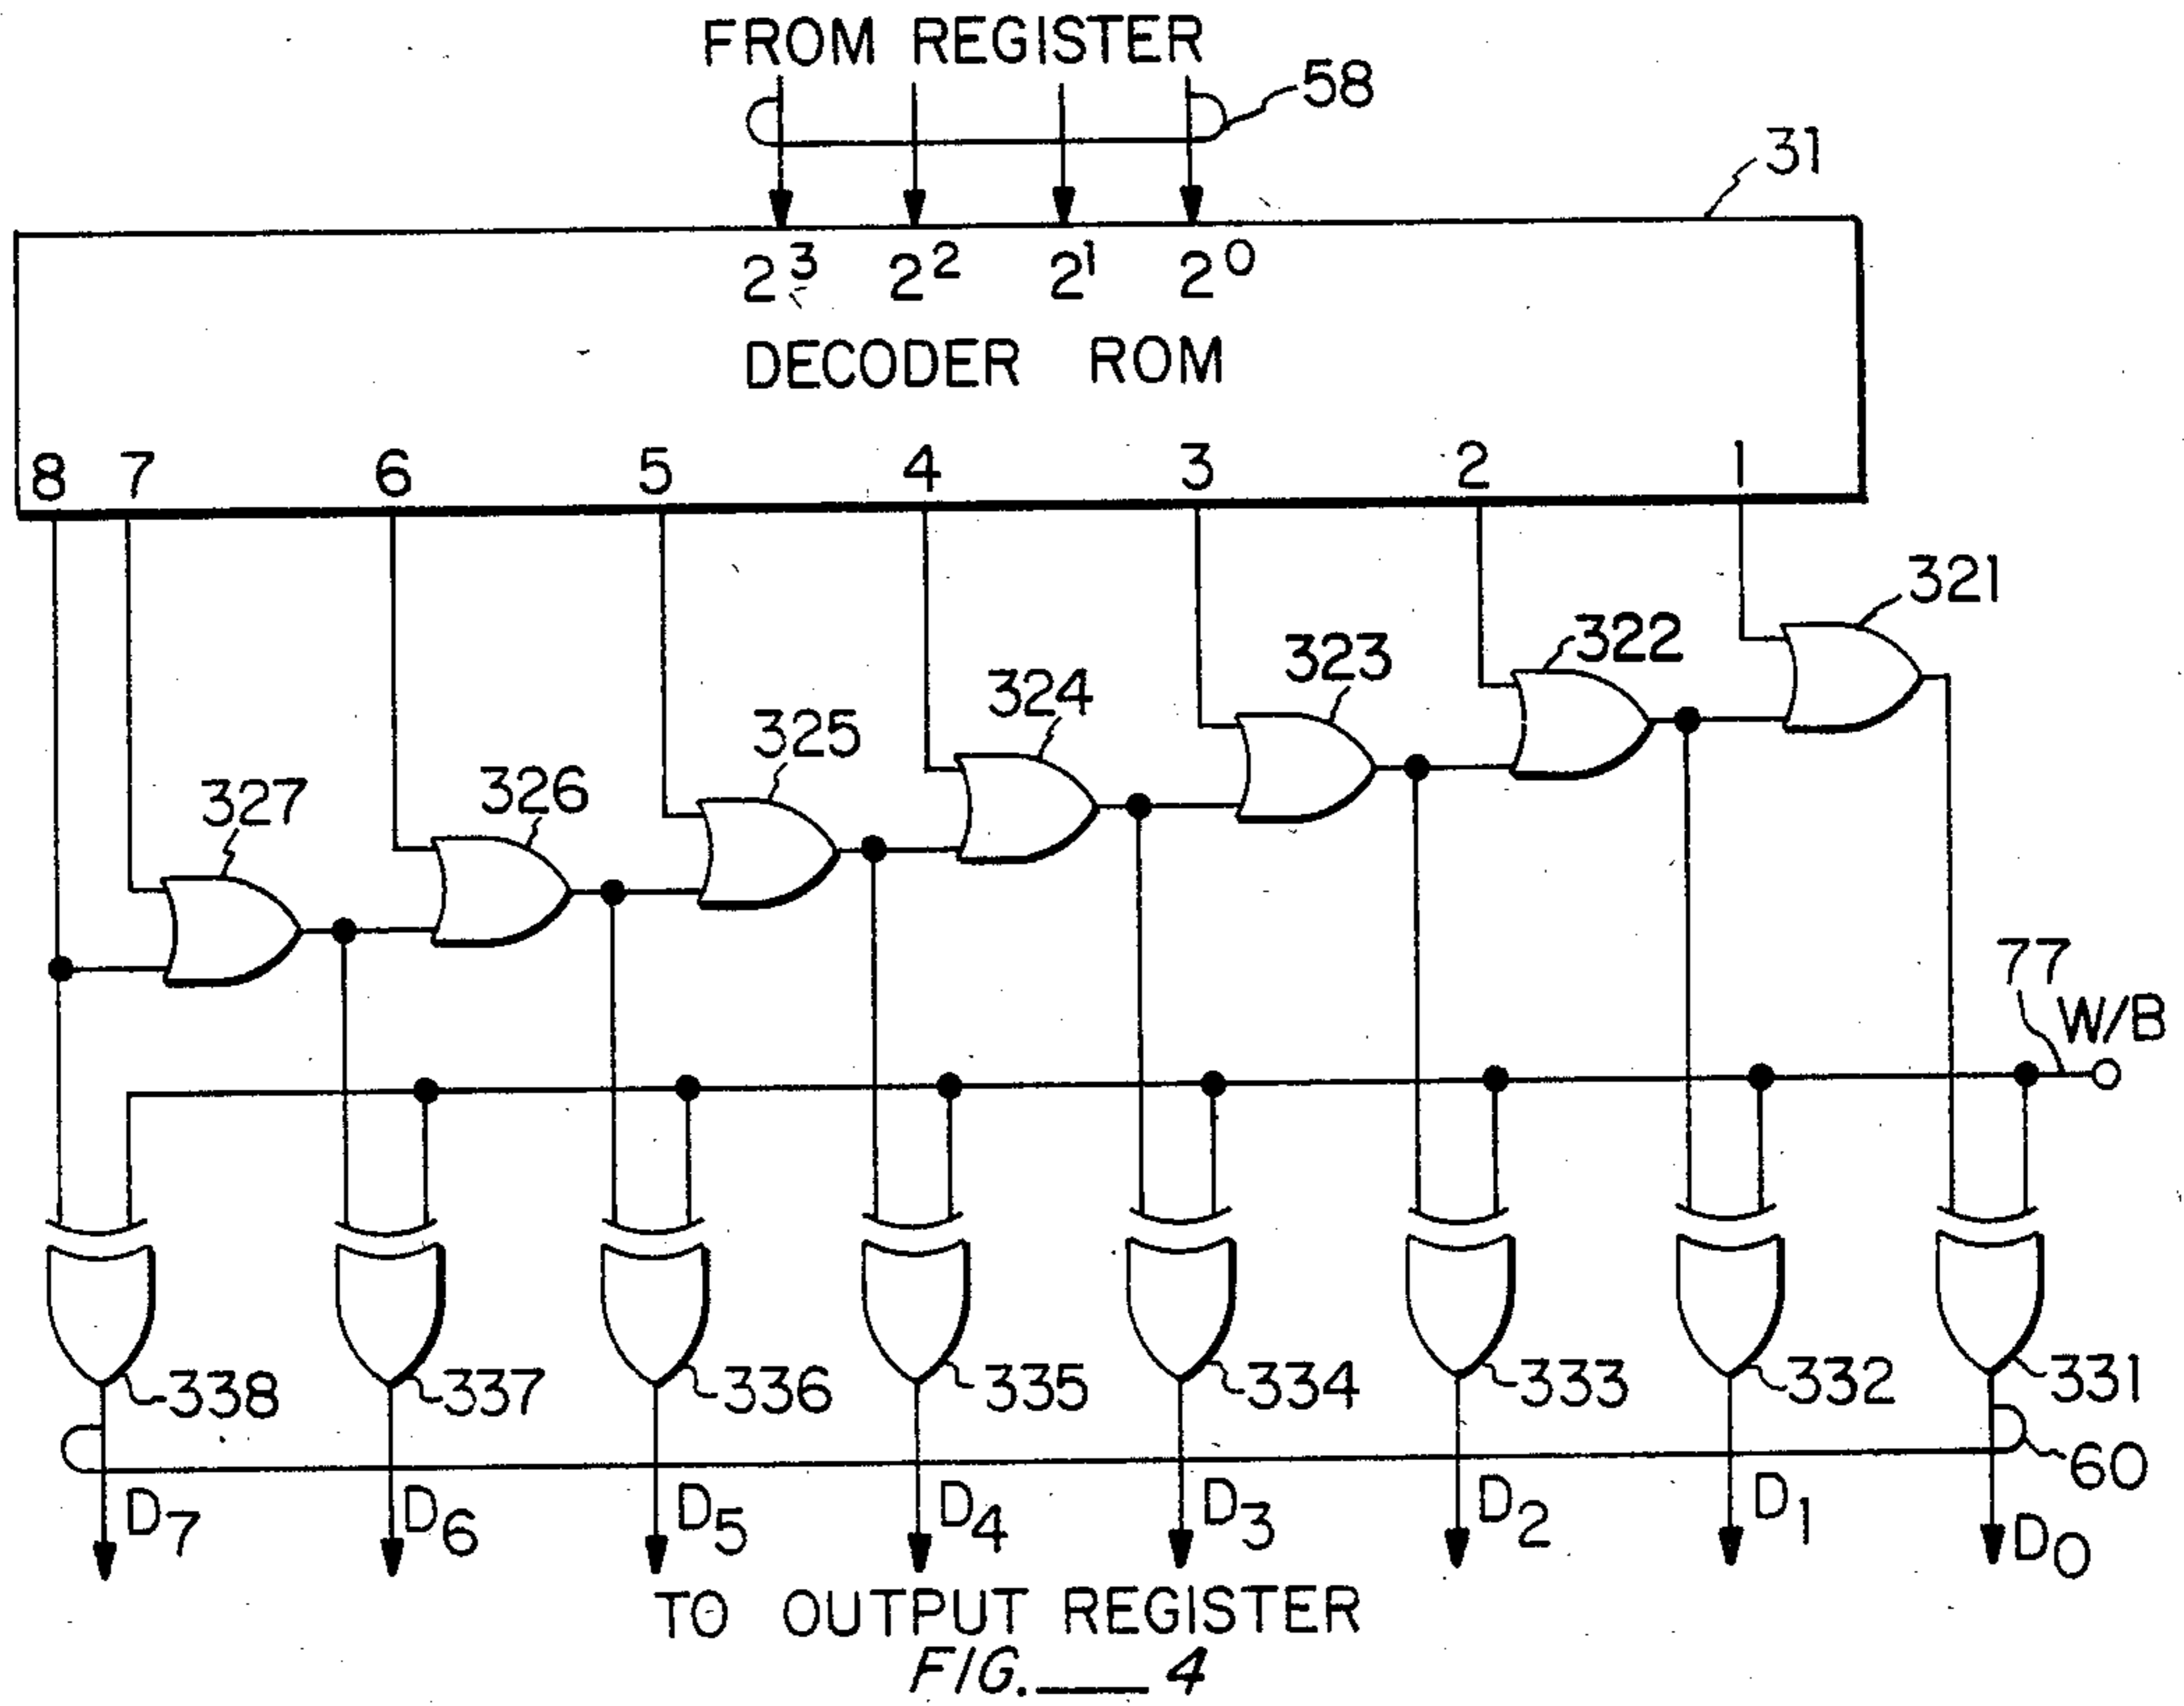 FROM REGISTER
58
31
2³ 2² 2¹ 2⁰
DECODER ROM
8 7 6 5 4 3 2 1
321
322
323
324
325
326
327
77
W/B
338 337 336 335 334 333 332 331
60
D₇ D₆ D₅ D₄ D₃ D₂ D₁ D₀
TO OUTPUT REGISTER
FIG.___4